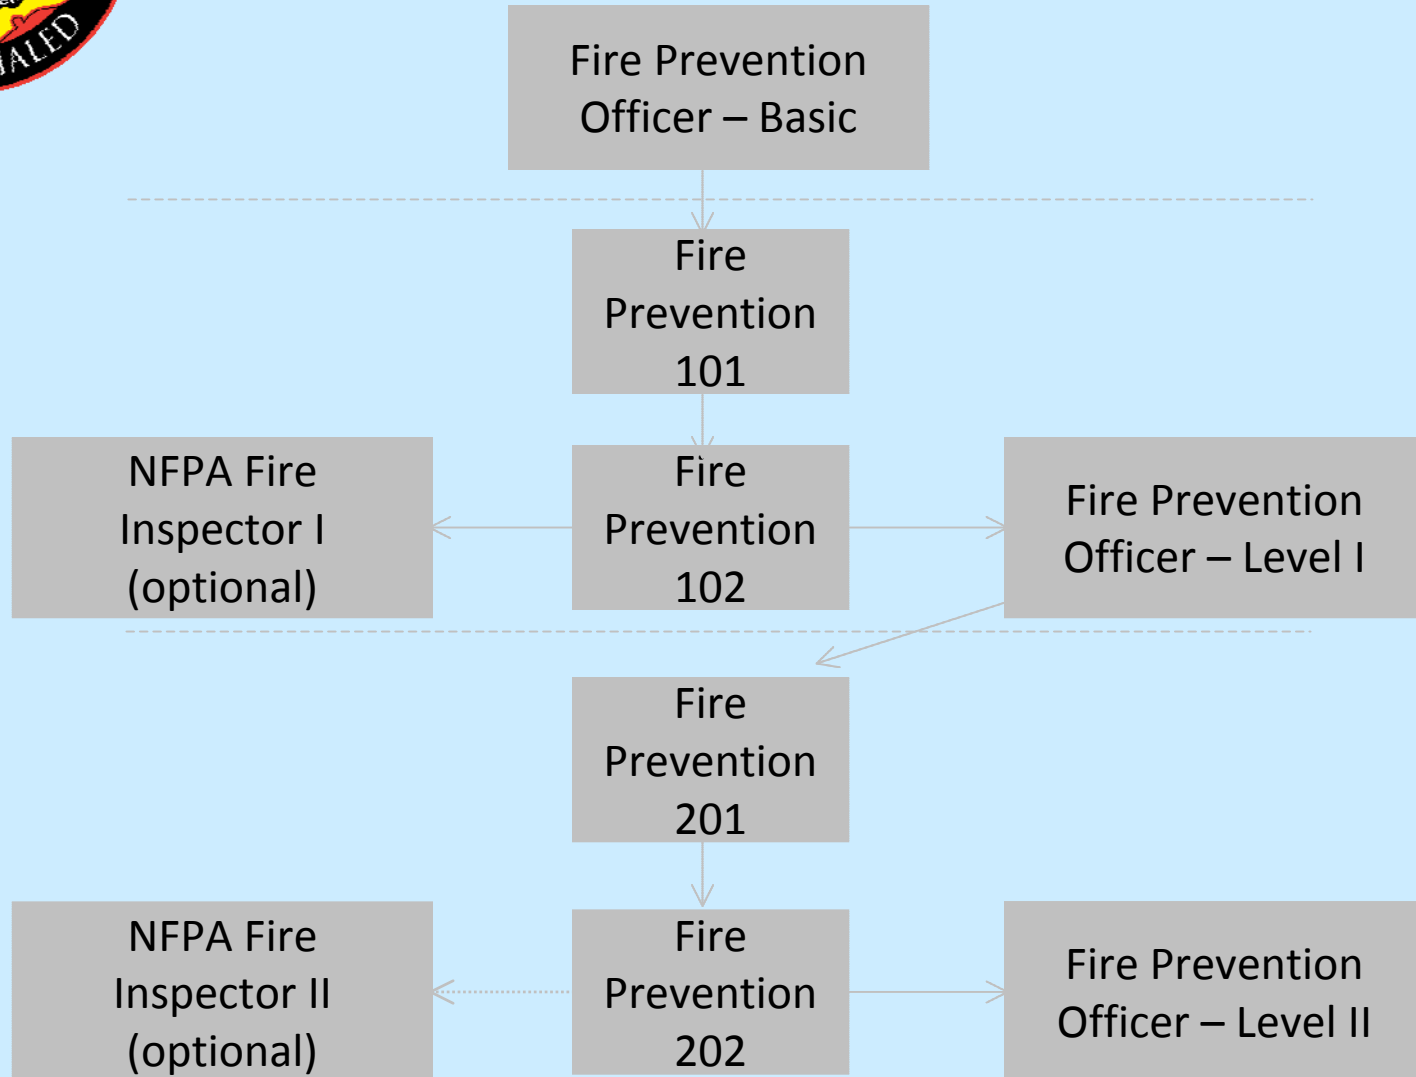 ALED
Fire Prevention
Officer – Basic
Fire
Prevention
101
NFPA Fire
Inspector I
(optional)
Fire
Prevention
102
Fire Prevention
Officer – Level I
Fire
Prevention
201
NFPA Fire
Inspector II
(optional)
Fire
Prevention
202
Fire Prevention
Officer – Level II